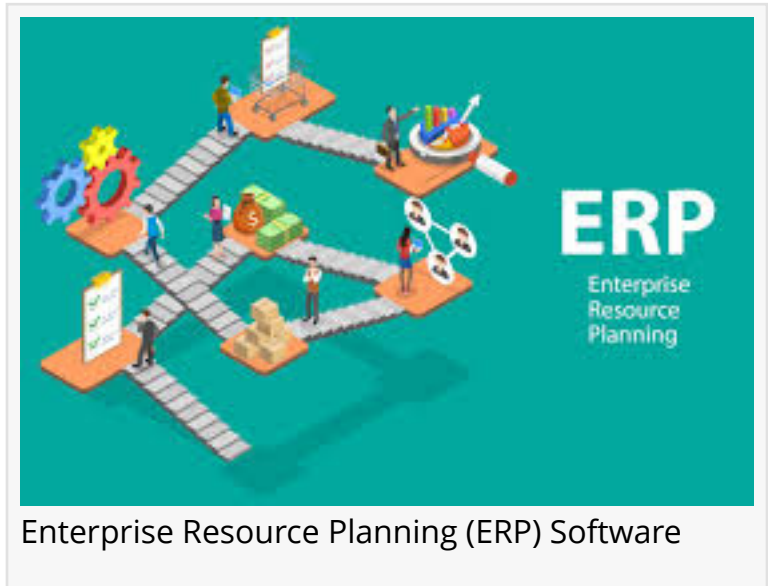 ERP
Enterprise
Resource
Planning
Enterprise Resource Planning (ERP) Software